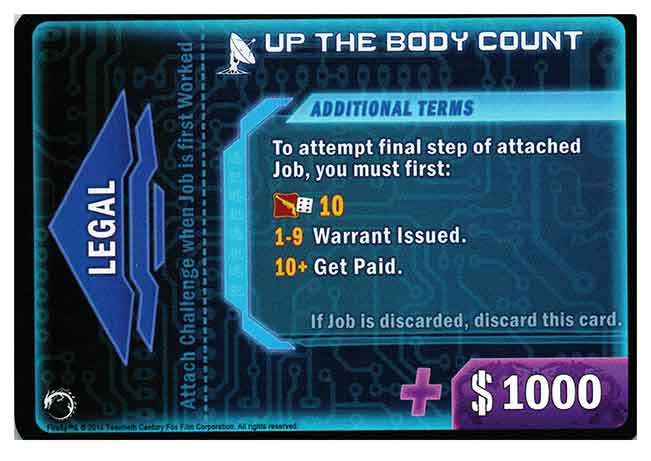 UP THE BODY COUNT
LEGAL
Attach Challenge when Job is first Worked
ADDITIONAL TERMS
To attempt final step of attached
Job, you must first:
10
1-9 Warrant Issued.
10+ Get Paid.
If Job is discarded, discard this card.
+ $1000
Firefly™& © 2014 Twentieth Century Fox Film Corporation. All rights reserved.